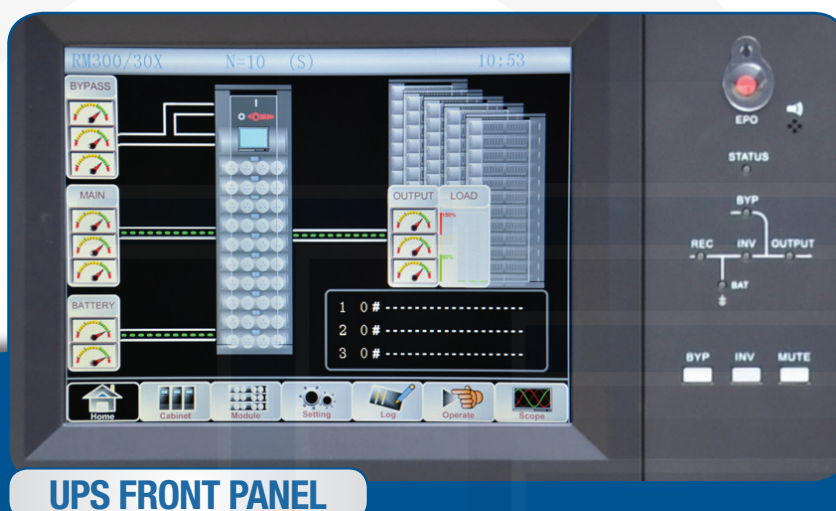 RM300/30X N=10 (S) 10:53
BYPASS
MAIN
BATTERY
OUTPUT LOAD
150%
1 0#------------------------
2 0#------------------------
3 0#------------------------
Home Cabinet Module Setting Log Operate Scope
EPO
STATUS
BYP
REC INV OUTPUT
BAT
BYP INV MUTE
UPS FRONT PANEL